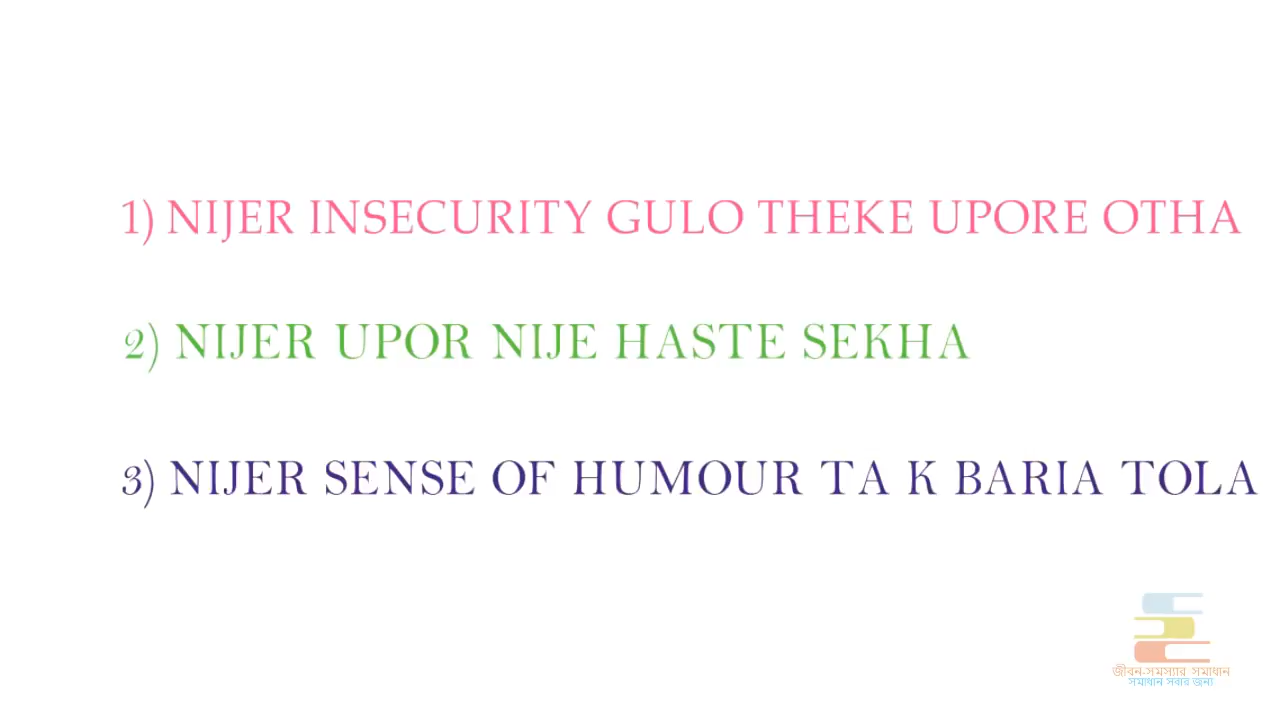 1) NIJER INSECURITY GULO THEKE UPORE OTHA
2) NIJER UPOR NIJE HASTE SEKHA
3) NIJER SENSE OF HUMOUR TA K BARIA TOLA
জীবন-সমস্যার সমাধান
সমাধান সবার জন্য